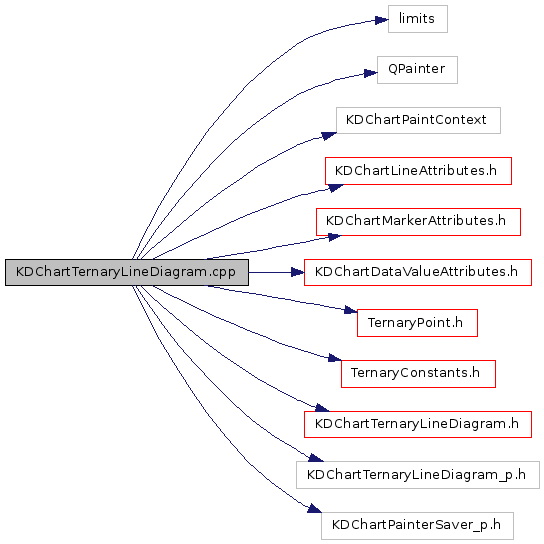 limits
QPainter
KDChartPaintContext
KDChartLineAttributes.h
KDChartMarkerAttributes.h
KDChartTernaryLineDiagram.cpp
KDChartDataValueAttributes.h
TernaryPoint.h
TernaryConstants.h
KDChartTernaryLineDiagram.h
KDChartTernaryLineDiagram_p.h
KDChartPainterSaver_p.h